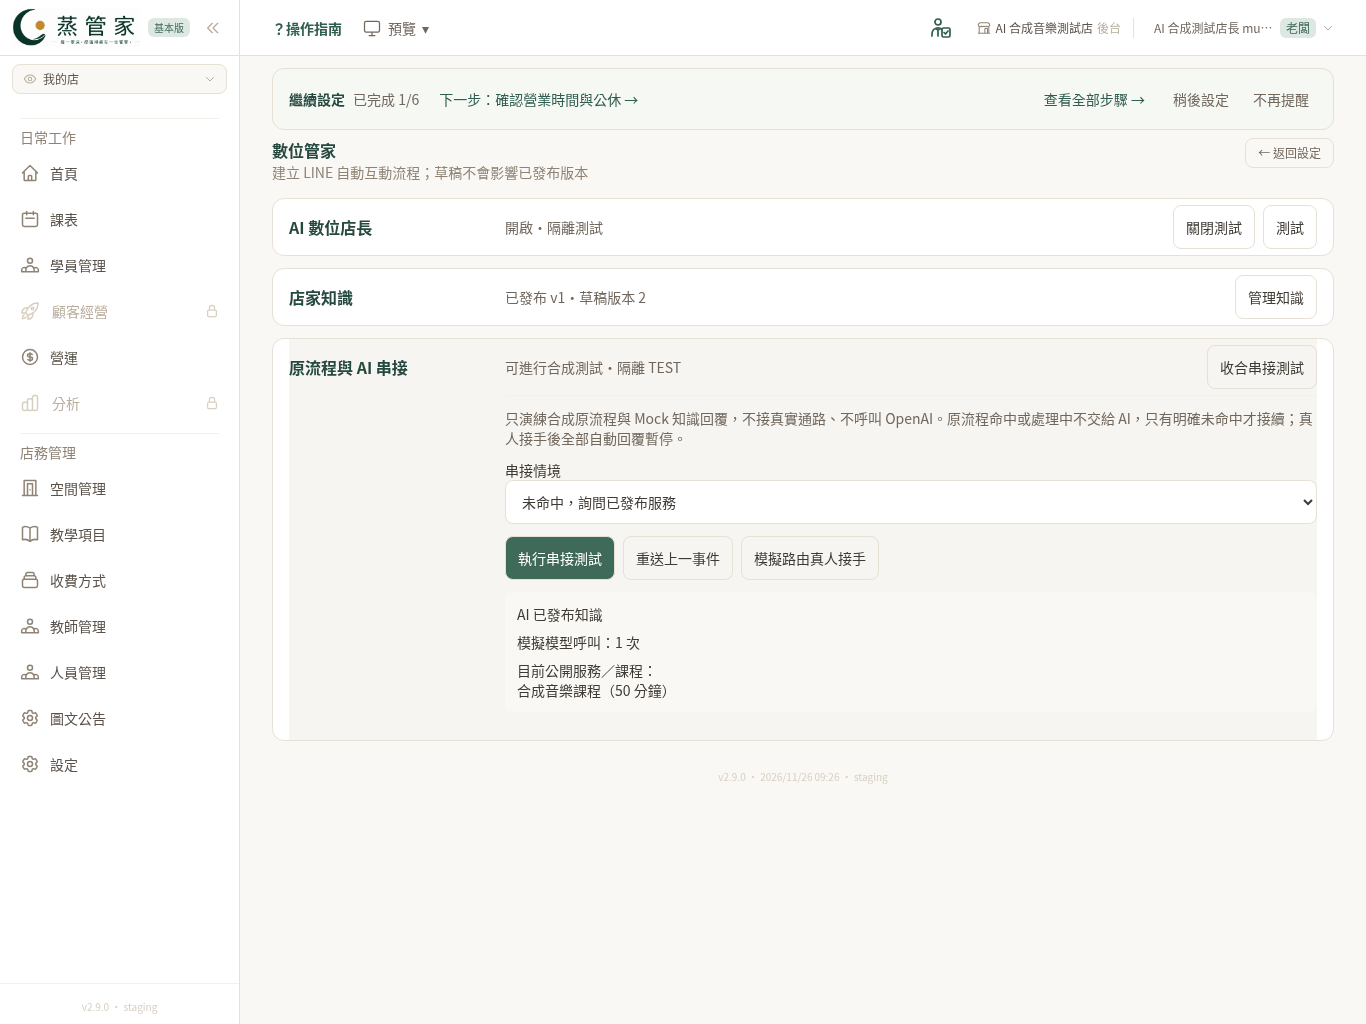 蒸管家
基本版
?操作指南
預覽 ▾
AI 合成音樂測試店 後台
AI 合成測試店長 mu⋯
老闆
我的店
日常工作
首頁
課表
學員管理
顧客經營
營運
分析
店務管理
空間管理
教學項目
收費方式
教師管理
人員管理
圖文公告
設定
v2.9.0 · staging
繼續設定 已完成 1/6 下一步：確認營業時間與公休→
查看全部步驟→ 稍後設定 不再提醒
數位管家
建立 LINE 自動互動流程；草稿不會影響已發布版本
←返回設定
AI 數位店長
開啟・隔離測試
關閉測試
測試
店家知識
已發布 v1・草稿版本 2
管理知識
原流程與 AI 串接
可進行合成測試・隔離 TEST
收合串接測試
只演練合成原流程與 Mock 知識回覆，不接真實通路、不呼叫 OpenAI。原流程命中或處理中不交給 AI，只有明確未命中才接續；真
人接手後全部自動回覆暫停。
串接情境
未命中，詢問已發布服務
執行串接測試
重送上一事件
模擬路由真人接手
AI 已發布知識
模擬模型呼叫：1 次
目前公開服務／課程：
合成音樂課程（50 分鐘）
v2.9.0 · 2026/11/26 09:26 · staging